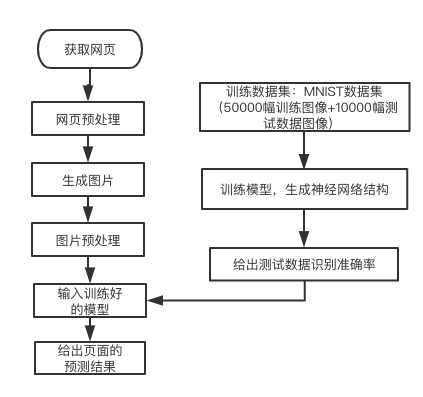 获取网页
网页预处理
生成图片
图片预处理
输入训练好
的模型
给出页面的
预测结果
训练数据集：MNIST数据集
（50000幅训练图像+10000幅测
试数据图像）
训练模型，生成神经网络结构
给出测试数据识别准确率